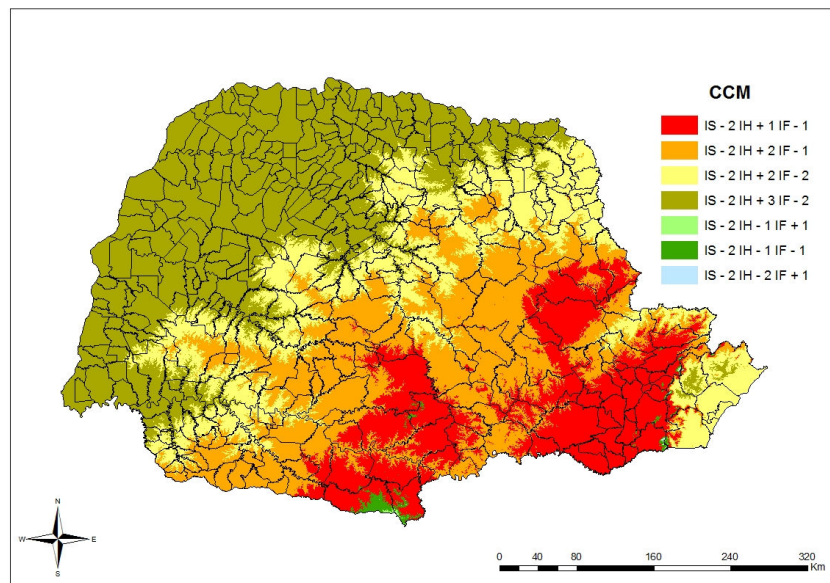 CCM
IS - 2 IH + 1 IF - 1
IS - 2 IH + 2 IF - 1
IS - 2 IH + 2 IF - 2
IS - 2 IH + 3 IF - 2
IS - 2 IH - 1 IF + 1
IS - 2 IH - 1 IF - 1
IS - 2 IH - 2 IF + 1
N
W E
S
0 20 40 80 160 240 320
Km